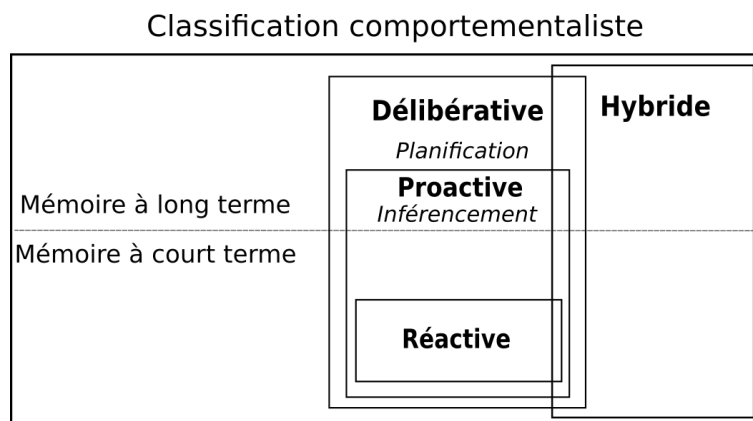 Classification comportementaliste
Délibérative
Hybride
Planification
Proactive
Inférencement
Mémoire à long terme
Mémoire à court terme
Réactive